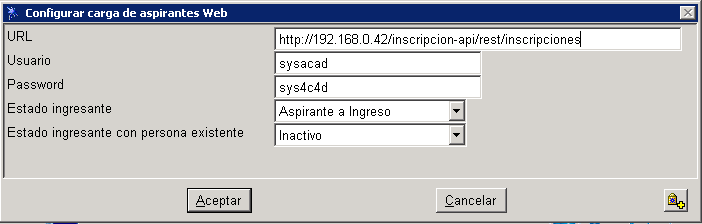 Configurar carga de aspirantes Web
URL http://192.168.0.42/inscripcion-api/rest/inscripciones
Usuario sysacad
Password sys4c4d
Estado ingresante Aspirante a Ingreso
Estado ingresante con persona existente Inactivo
Aceptar Cancelar